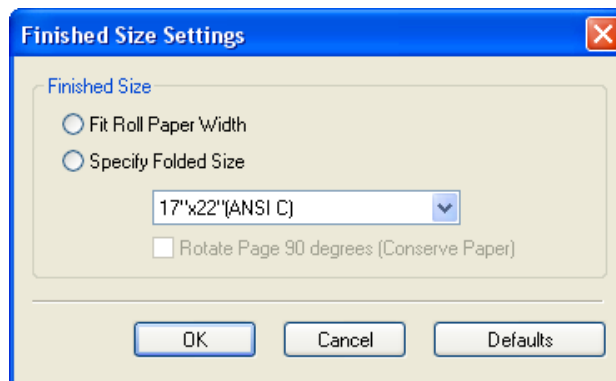 Finished Size Settings
Finished Size
Fit Roll Paper Width
Specify Folded Size
17"x22"(ANSI C)
Rotate Page 90 degrees (Conserve Paper)
OK Cancel Defaults